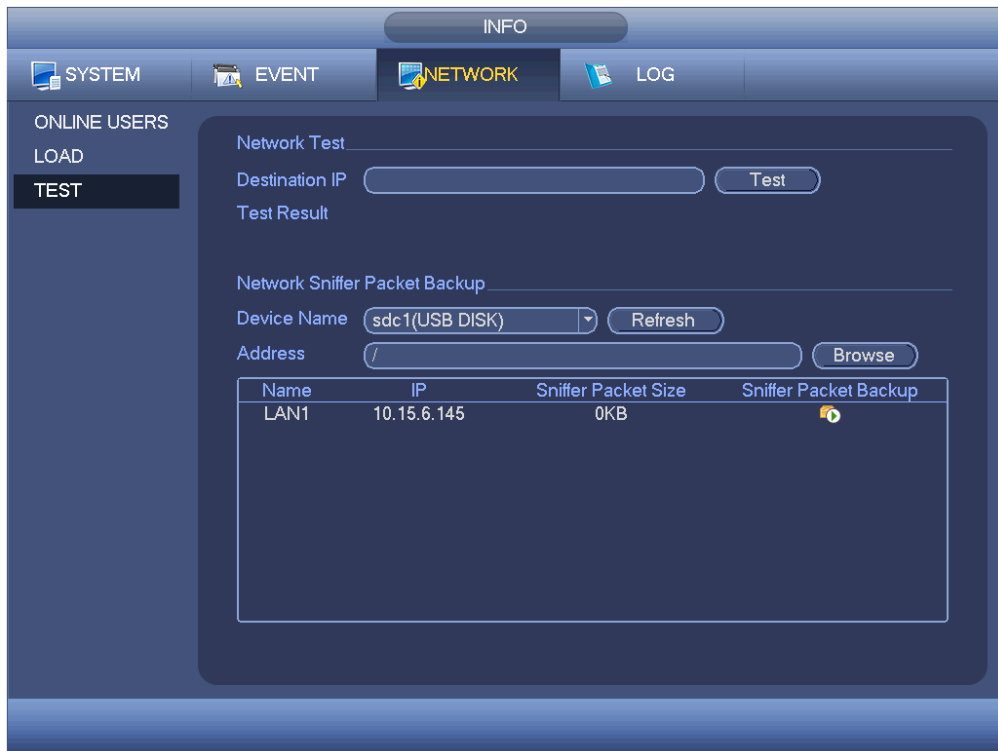 INFO
SYSTEM EVENT NETWORK LOG
ONLINE USERS
LOAD
TEST
Network Test
Destination IP Test
Test Result
Network Sniffer Packet Backup
Device Name sdc1(USB DISK) Refresh
Address / Browse
Name IP Sniffer Packet Size Sniffer Packet Backup
LAN1 10.15.6.145 0KB